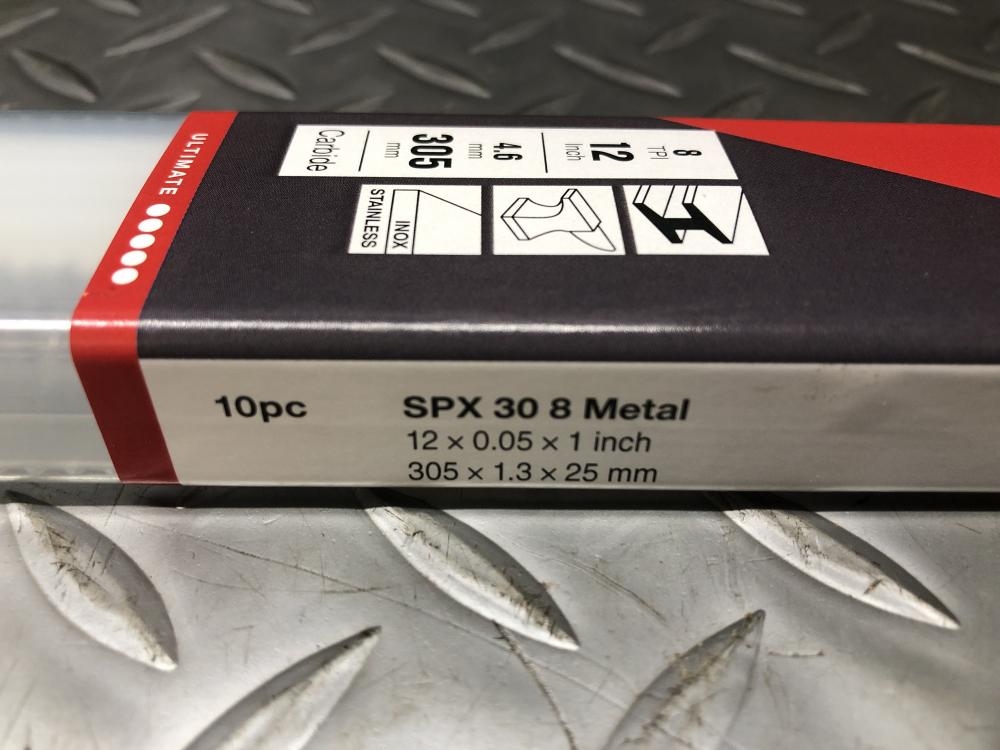 ULTIMATE
8
TPI
12
Inch
4.6
mm
305
mm
Carbide
INOX
STAINLESS
10pc
SPX 30 8 Metal
12 × 0.05 × 1 inch
305 × 1.3 × 25 mm